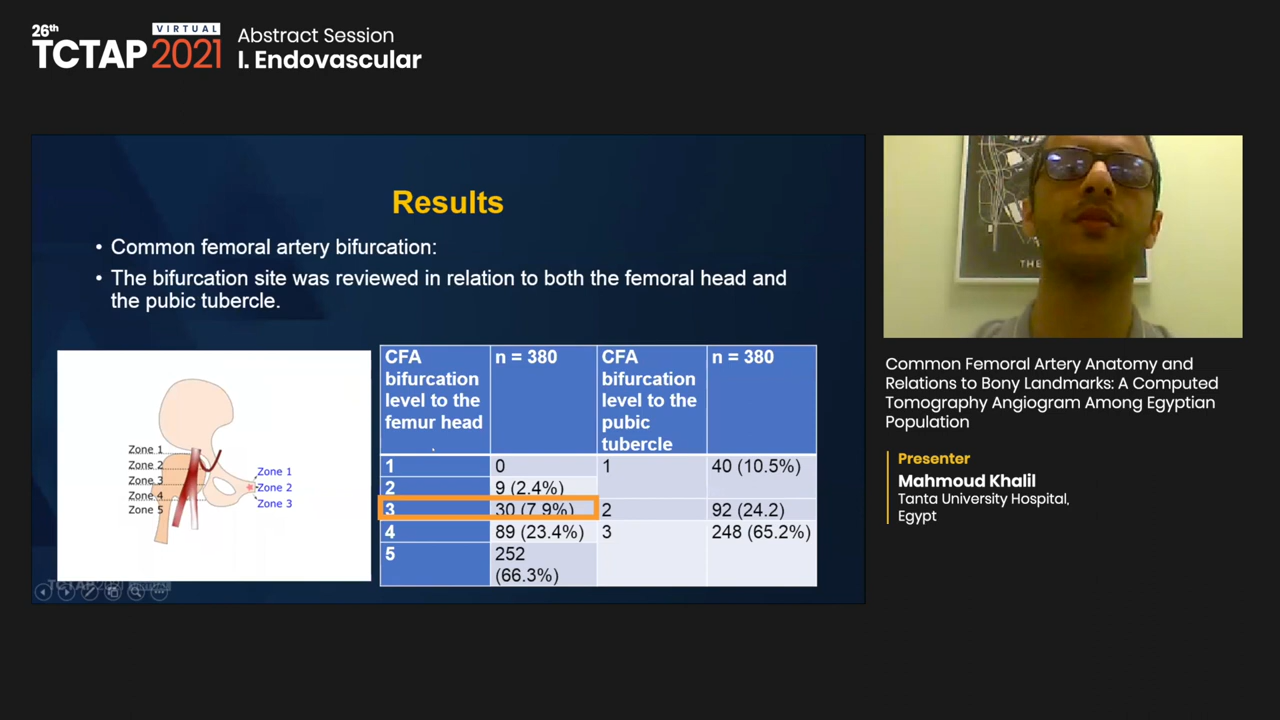 26th
VIRTUAL
TCTAP 2021
Abstract Session
I. Endovascular
Results
• Common femoral artery bifurcation:
• The bifurcation site was reviewed in relation to both the femoral head and
the pubic tubercle.
Zone 1
Zone 2
Zone 3
Zone 4
Zone 5
Zone 1
Zone 2
Zone 3
CFA
bifurcation
level to the
femur head
n = 380
CFA
bifurcation
level to the
pubic
tubercle
n = 380
1
0
1
40 (10.5%)
2
9 (2.4%)
3
30 (7.9%)
2
92 (24.2)
4
89 (23.4%)
3
248 (65.2%)
5
252
(66.3%)
TCTAP 2021
THE
Common Femoral Artery Anatomy and
Relations to Bony Landmarks: A Computed
Tomography Angiogram Among Egyptian
Population
Presenter
Mahmoud Khalil
Tanta University Hospital,
Egypt